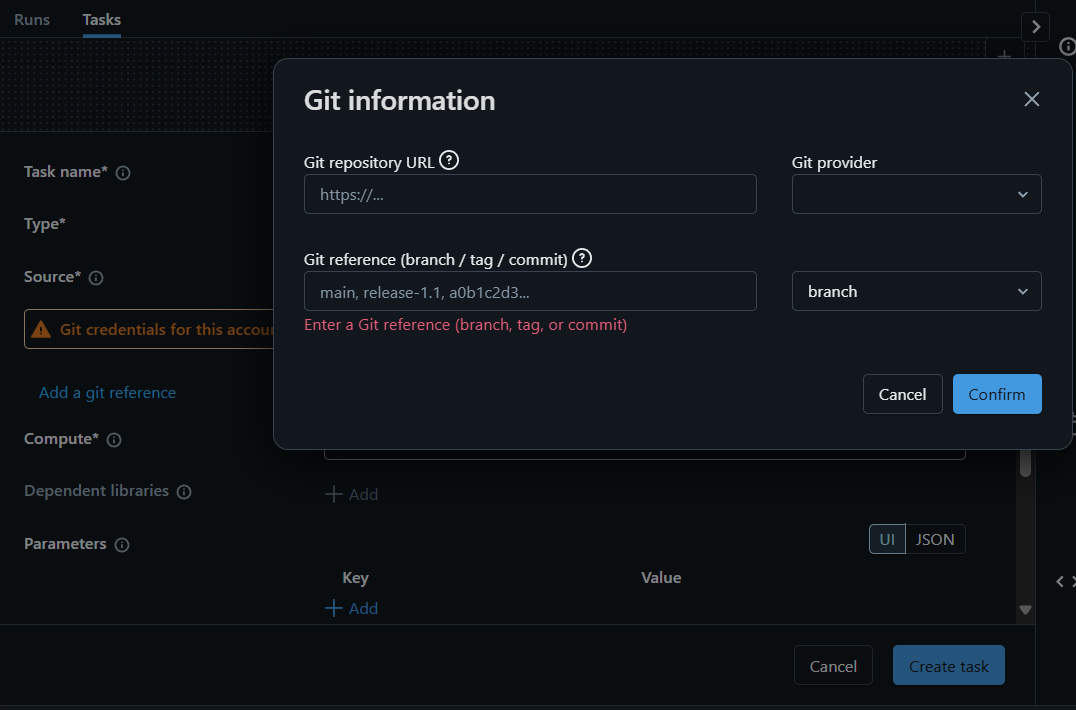 Runs Tasks
Git information
Git repository URL
Git provider
https://...
Git reference (branch / tag / commit)
main, release-1.1, a0b1c2d3...
branch
Enter a Git reference (branch, tag, or commit)
Cancel Confirm
Task name*
Type*
Source*
Git credentials for this accoun
Add a git reference
Compute*
Dependent libraries
+ Add
Parameters
UI JSON
Key Value
+ Add
Cancel Create task